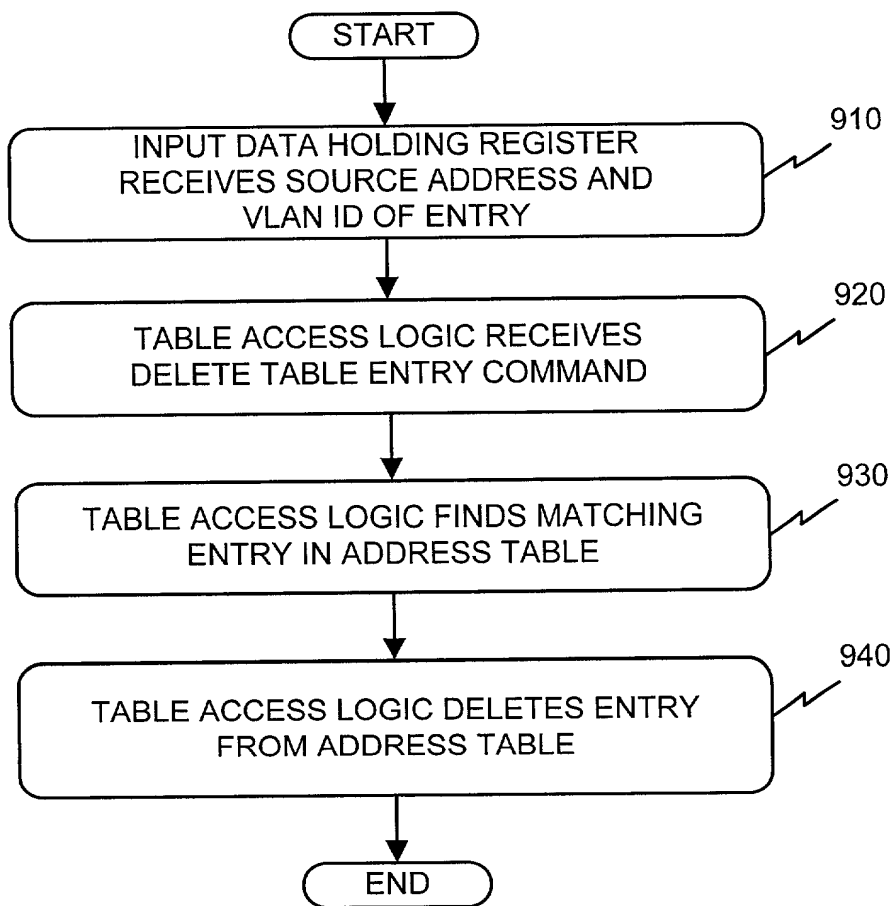 START
910
INPUT DATA HOLDING REGISTER
RECEIVES SOURCE ADDRESS AND
VLAN ID OF ENTRY
920
TABLE ACCESS LOGIC RECEIVES
DELETE TABLE ENTRY COMMAND
930
TABLE ACCESS LOGIC FINDS MATCHING
ENTRY IN ADDRESS TABLE
940
TABLE ACCESS LOGIC DELETES ENTRY
FROM ADDRESS TABLE
END